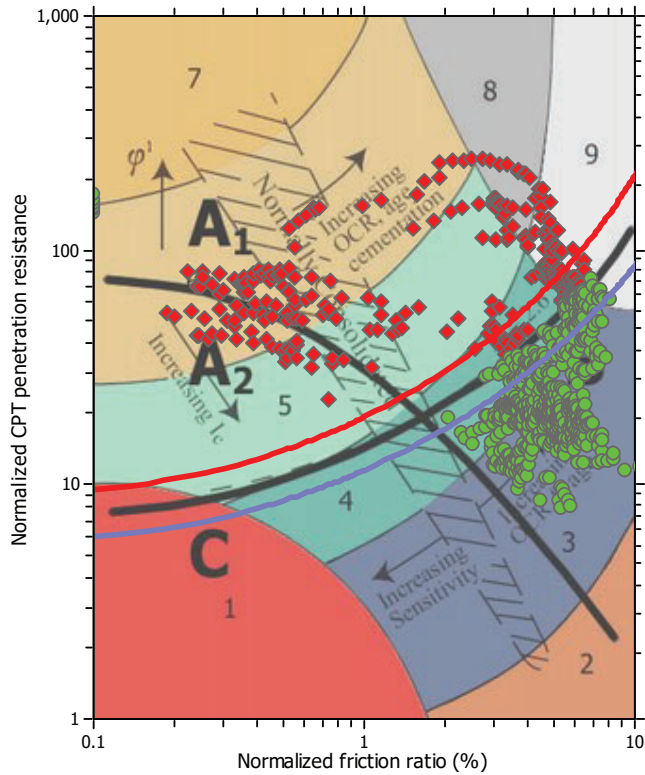 1,000
7
8
9
φ'
Increasing
OCR, age
cementation
A1
Normally
Consolidated
100
Increasing Ic
A2
5
10
4
3
C
1
Increasing
Sensitivity
2
1
0.1
1
10
Normalized CPT penetration resistance
Normalized friction ratio (%)